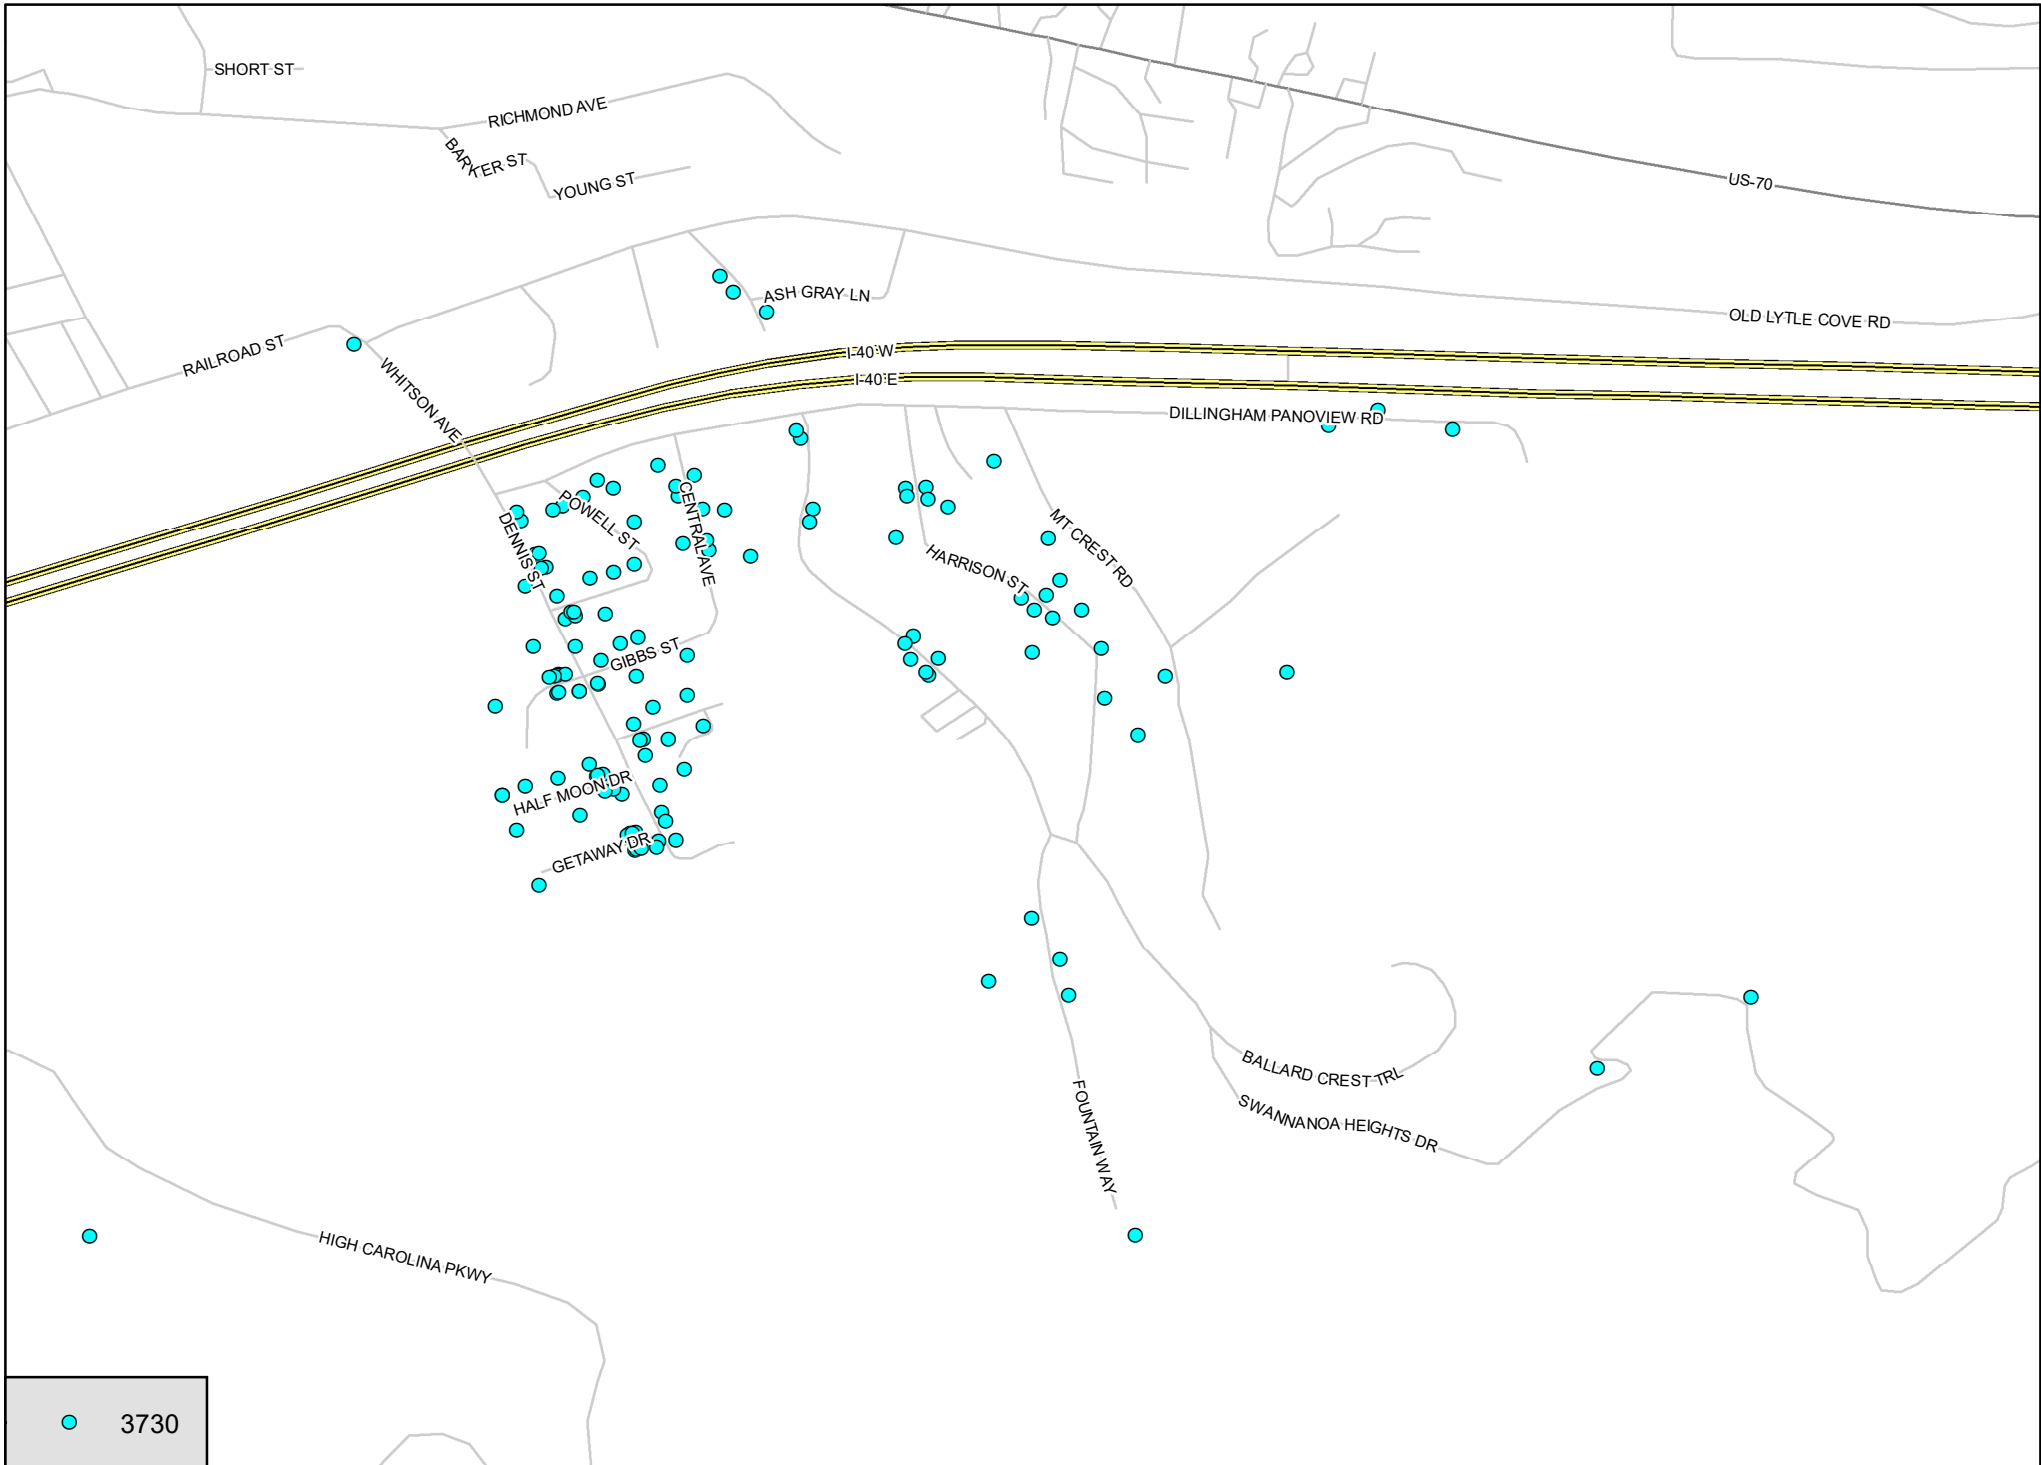 SHORT ST
RICHMOND AVE
BARKER ST
YOUNG ST
US-70
ASH GRAY LN
OLD LYTLE COVE RD
RAILROAD ST
I-40 W
I-40 E
WHITSON AVE
DILLINGHAM PANOVIEW RD
POWELL ST
CENTRAL AVE
DENNIS ST
MT CREST RD
HARRISON ST
GIBBS ST
HALF MOON DR
GETAWAY DR
BALLARD CREST TRL
FOUNTAIN WAY
SWANNANOA HEIGHTS DR
HIGH CAROLINA PKWY
3730